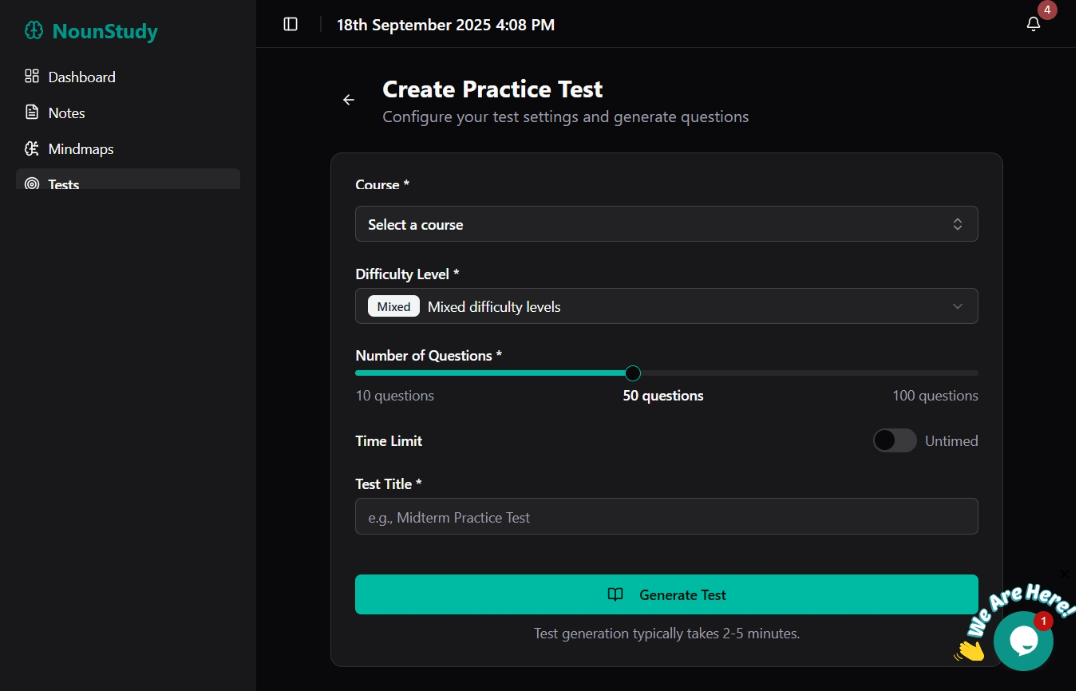 NounStudy
Dashboard
Notes
Mindmaps
Tests
18th September 2025 4:08 PM
4
Create Practice Test
Configure your test settings and generate questions
Course *
Select a course
Difficulty Level *
Mixed Mixed difficulty levels
Number of Questions *
10 questions 50 questions 100 questions
Time Limit Untimed
Test Title *
e.g., Midterm Practice Test
Generate Test
Test generation typically takes 2-5 minutes.
We Are Here!
1